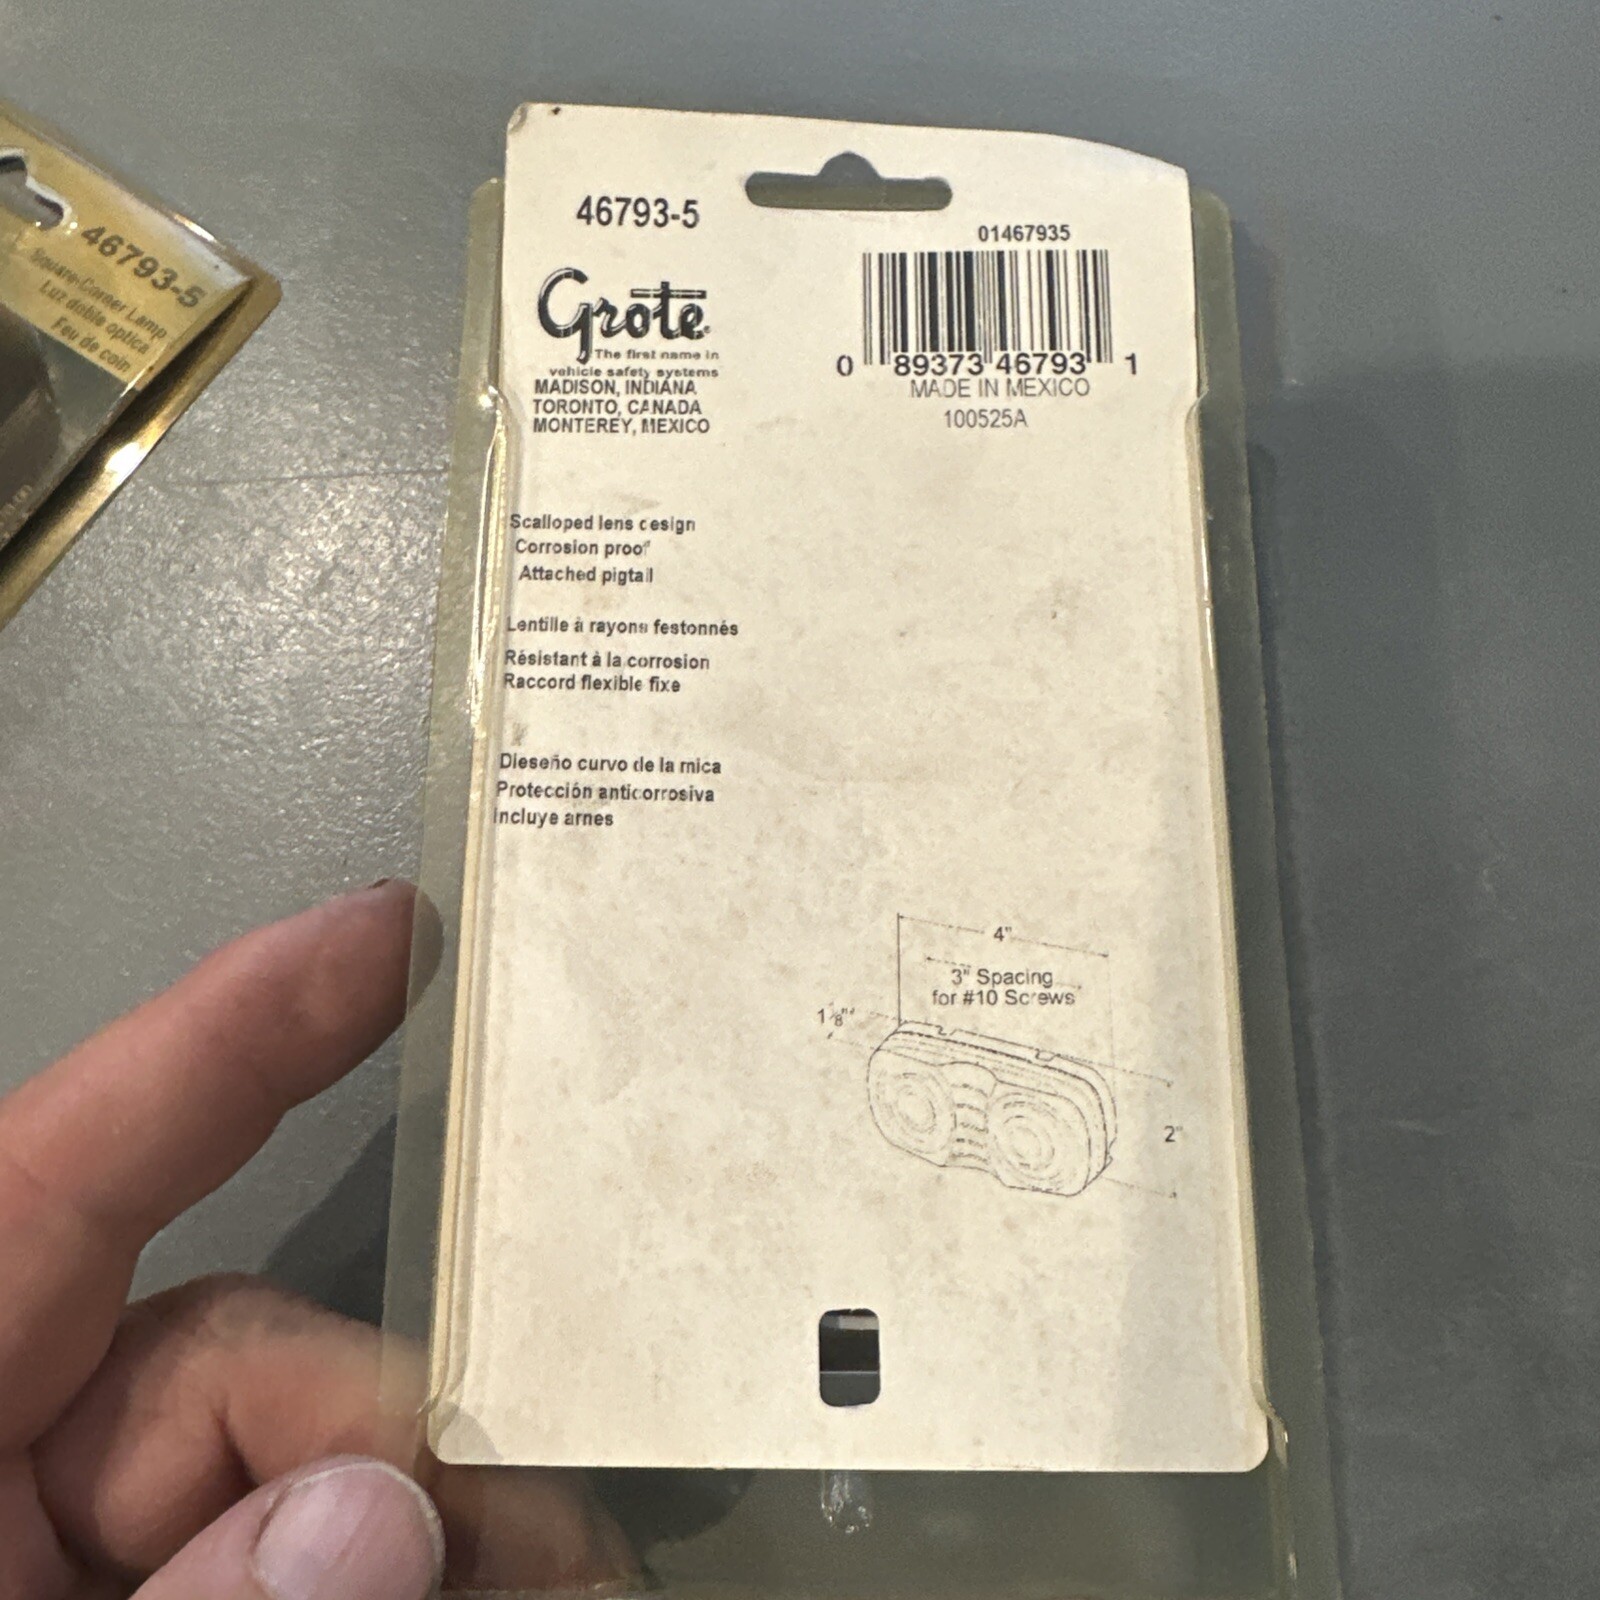 46793-5
Square-Corner Lamp
Luz doble optica
Feu de coin
46793-5
01467935
0 89373 46793 1
MADE IN MEXICO
100525A
Grote
The first name in
vehicle safety systems
MADISON, INDIANA
TORONTO, CANADA
MONTEREY, MEXICO
Scalloped lens design
Corrosion proof
Attached pigtail
Lentille à rayons festonnés
Résistant à la corrosion
Raccord flexible fixe
Dieseño curvo de la mica
Protección anticorrosiva
Incluye arnes
4"
3" Spacing
for #10 Screws
2"